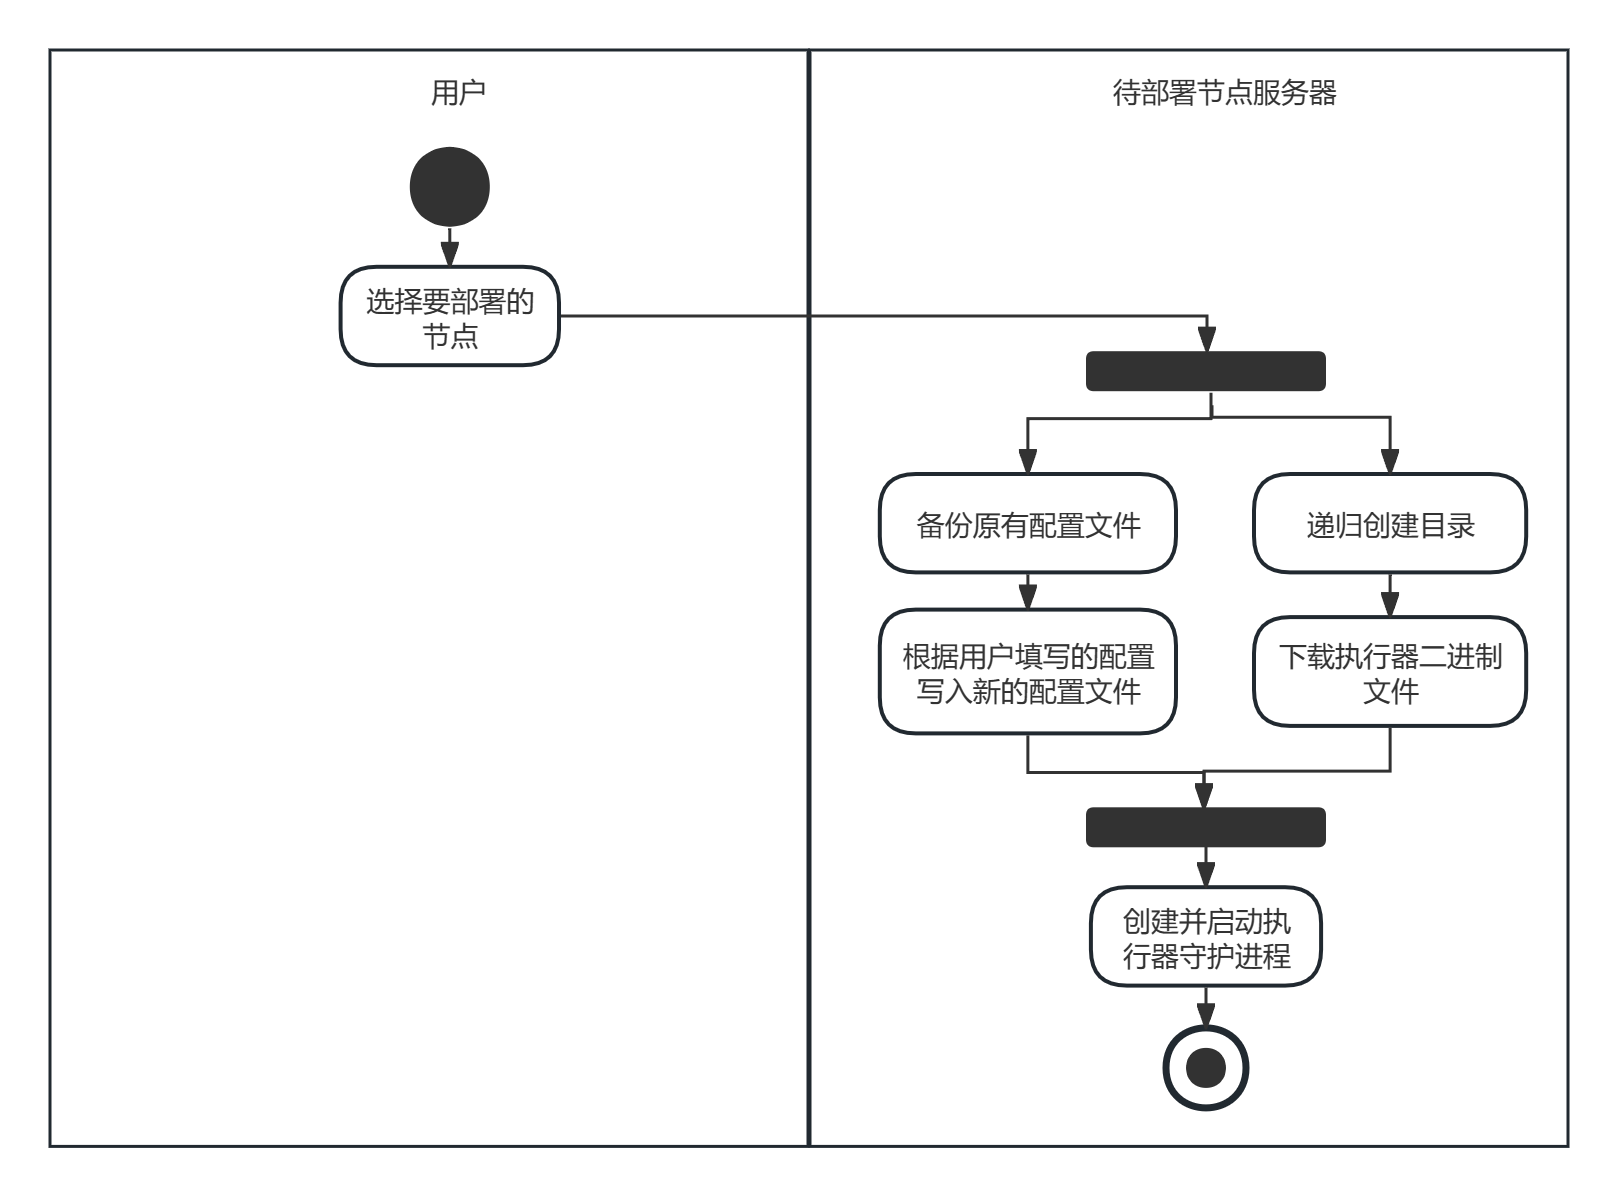 用户
待部署节点服务器
选择要部署的
节点
备份原有配置文件
递归创建目录
根据用户填写的配置
写入新的配置文件
下载执行器二进制
文件
创建并启动执
行器守护进程